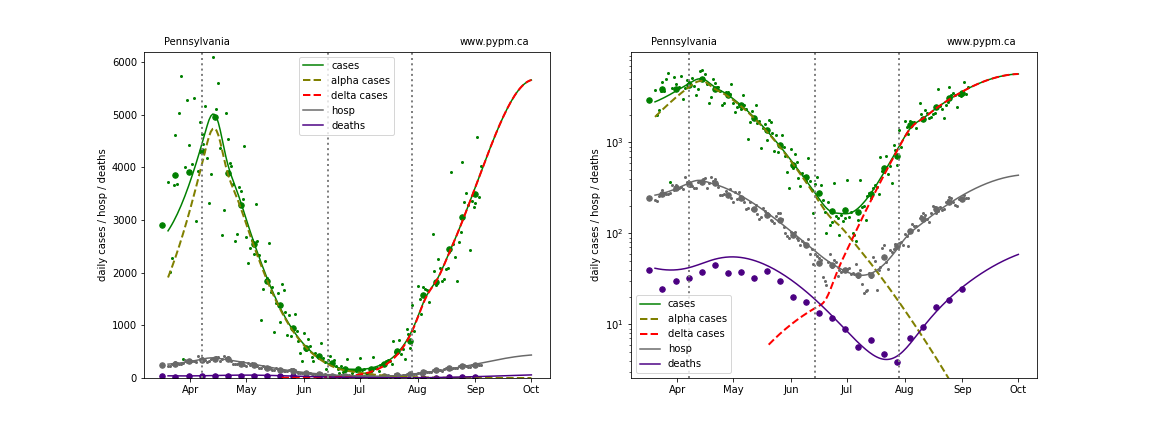 Pennsylvania www.pypm.ca
daily cases / hosp / deaths
6000
5000
4000
3000
2000
1000
0
cases
alpha cases
delta cases
hosp
deaths
Apr May Jun Jul Aug Sep Oct
Pennsylvania www.pypm.ca
daily cases / hosp / deaths
10³
10²
10¹
cases
alpha cases
delta cases
hosp
deaths
Apr May Jun Jul Aug Sep Oct